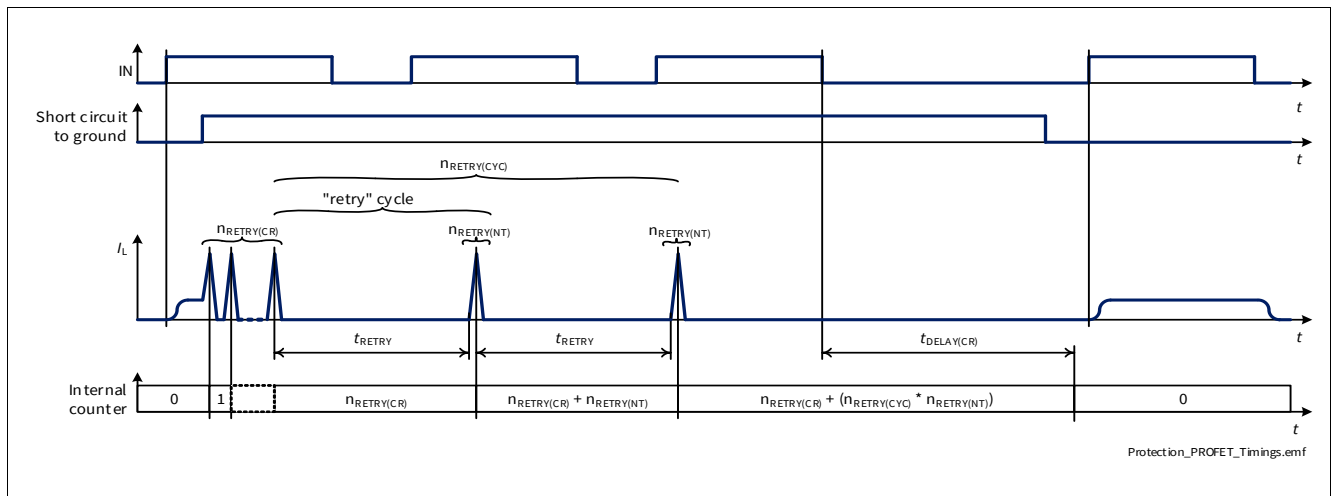 IN
t
Short circuit
to ground
t
nRETRY(CYC)
"retry" cycle
nRETRY(CR)
nRETRY(NT)
nRETRY(NT)
IL
tRETRY
tRETRY
tDELAY(CR)
t
Internal
counter
0
1
nRETRY(CR)
nRETRY(CR) + nRETRY(NT)
nRETRY(CR) + (nRETRY(CYC) * nRETRY(NT))
0
t
Protection_PROFET_Timings.emf